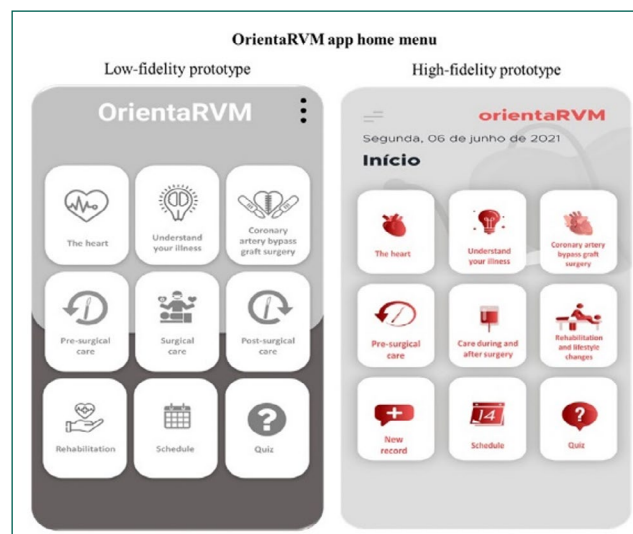 OrientaRVM app home menu
Low-fidelity prototype
High-fidelity prototype
OrientaRVM
The heart
Understand
your illness
Coronary
artery bypass
graft surgery
Pre-surgical
care
Surgical
care
Post-surgical
care
Rehabilitation
Schedule
?
Quiz
orientaRVM
Segunda, 06 de junho de 2021
Início
The heart
Understand
your illness
Coronary artery
bypass graft
surgery
Pre-surgical
care
Care during and
after surgery
Rehabilitation
and lifestyle
changes
New
record
14
Schedule
?
Quiz